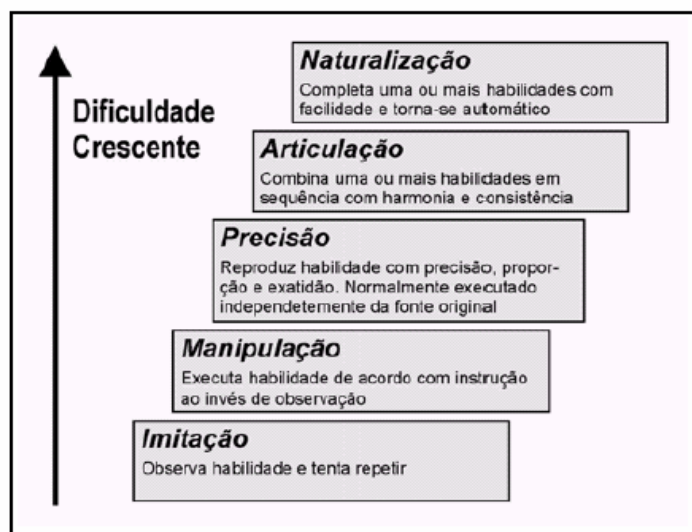 Dificuldade
Crescente
Naturalização
Completa uma ou mais habilidades com
facilidade e torna-se automático
Articulação
Combina uma ou mais habilidades em
sequência com harmonia e consistência
Precisão
Reproduz habilidade com precisão, propor-
ção e exatidão. Normalmente executado
independetemente da fonte original
Manipulação
Executa habilidade de acordo com instrução
ao invés de observação
Imitação
Observa habilidade e tenta repetir